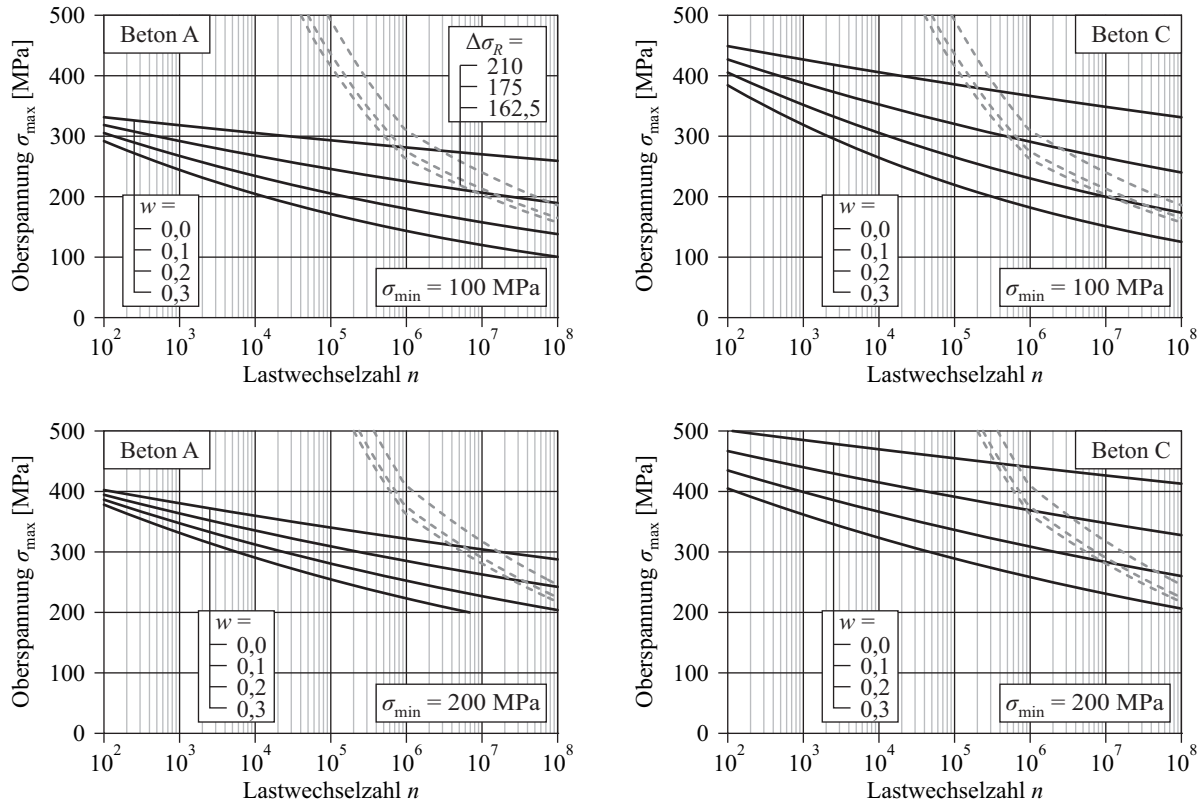 Beton A
Δσ_R =
210
175
162,5
w =
0,0
0,1
0,2
0,3
σ_min = 100 MPa
500
400
300
200
100
0
Oberspannung σ_max [MPa]
10^2 10^3 10^4 10^5 10^6 10^7 10^8
Lastwechselzahl n
Beton C
w =
0,0
0,1
0,2
0,3
σ_min = 100 MPa
500
400
300
200
100
0
Oberspannung σ_max [MPa]
10^2 10^3 10^4 10^5 10^6 10^7 10^8
Lastwechselzahl n
Beton A
w =
0,0
0,1
0,2
0,3
σ_min = 200 MPa
500
400
300
200
100
0
Oberspannung σ_max [MPa]
10^2 10^3 10^4 10^5 10^6 10^7 10^8
Lastwechselzahl n
Beton C
w =
0,0
0,1
0,2
0,3
σ_min = 200 MPa
500
400
300
200
100
0
Oberspannung σ_max [MPa]
10^2 10^3 10^4 10^5 10^6 10^7 10^8
Lastwechselzahl n